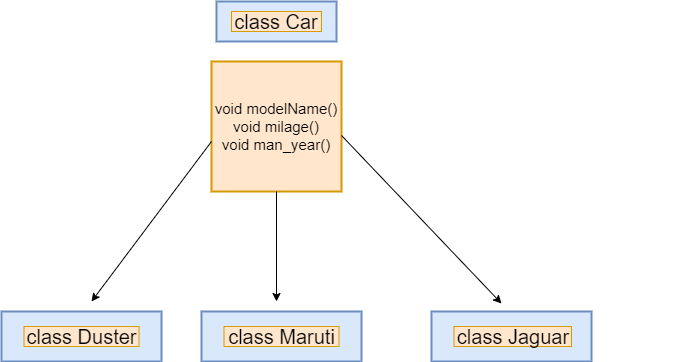 class Car
void modelName()
void milage()
void man_year()
class Duster
class Maruti
class Jaguar